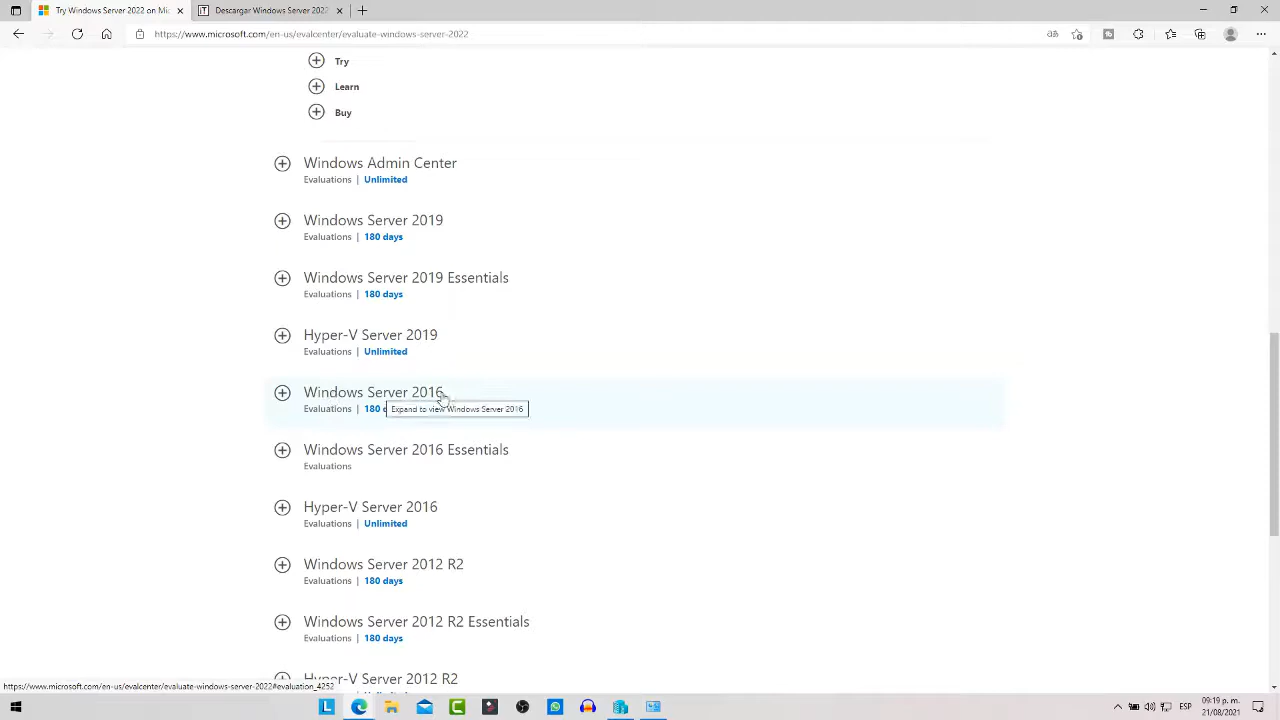 Try Windows Server 2022 on Mic
Descargar Windows Server 2022
https://www.microsoft.com/en-us/evalcenter/evaluate-windows-server-2022
Try
Learn
Buy
Windows Admin Center
Evaluations | Unlimited
Windows Server 2019
Evaluations | 180 days
Windows Server 2019 Essentials
Evaluations | 180 days
Hyper-V Server 2019
Evaluations | Unlimited
Windows Server 2016
Evaluations | 180 d
Expand to view Windows Server 2016
Windows Server 2016 Essentials
Evaluations
Hyper-V Server 2016
Evaluations | Unlimited
Windows Server 2012 R2
Evaluations | 180 days
Windows Server 2012 R2 Essentials
Evaluations | 180 days
Hyper-V Server 2012 R2
https://www.microsoft.com/en-us/evalcenter/evaluate-windows-server-2022#evaluation_4252
ESP
09:19 p. m.
21/08/2021